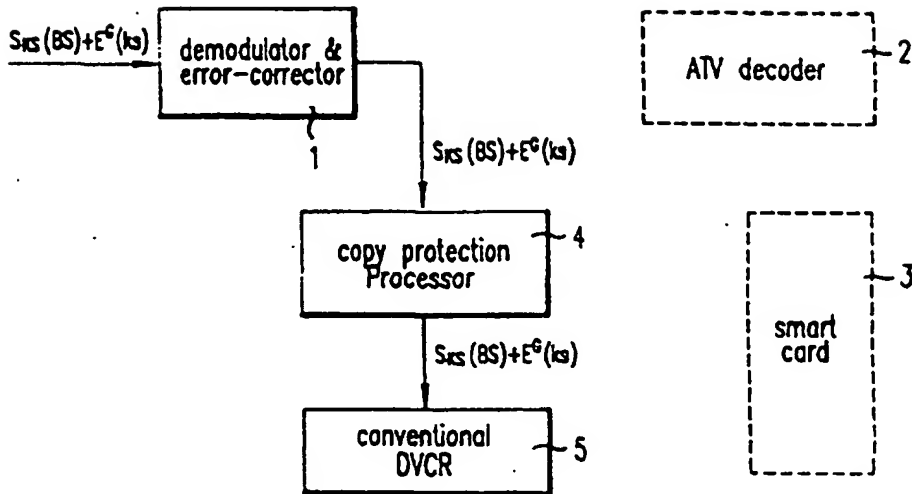 S_KS(BS)+E^G(ks)
demodulator &
error-corrector
1
ATV decoder
2
S_KS(BS)+E^G(ks)
copy protection
Processor
4
smart
card
3
S_KS(BS)+E^G(ks)
conventional
DVCR
5